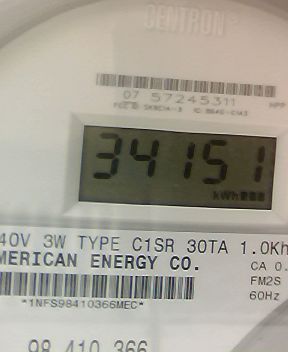 CENTRON®
07 57245311
34151
kWh
40V 3W TYPE C1SR 30TA 1.0Kh
MERICAN ENERGY CO.
CA 0.
FM2S
60Hz
*1NFS98410366MEC*
98 410 366